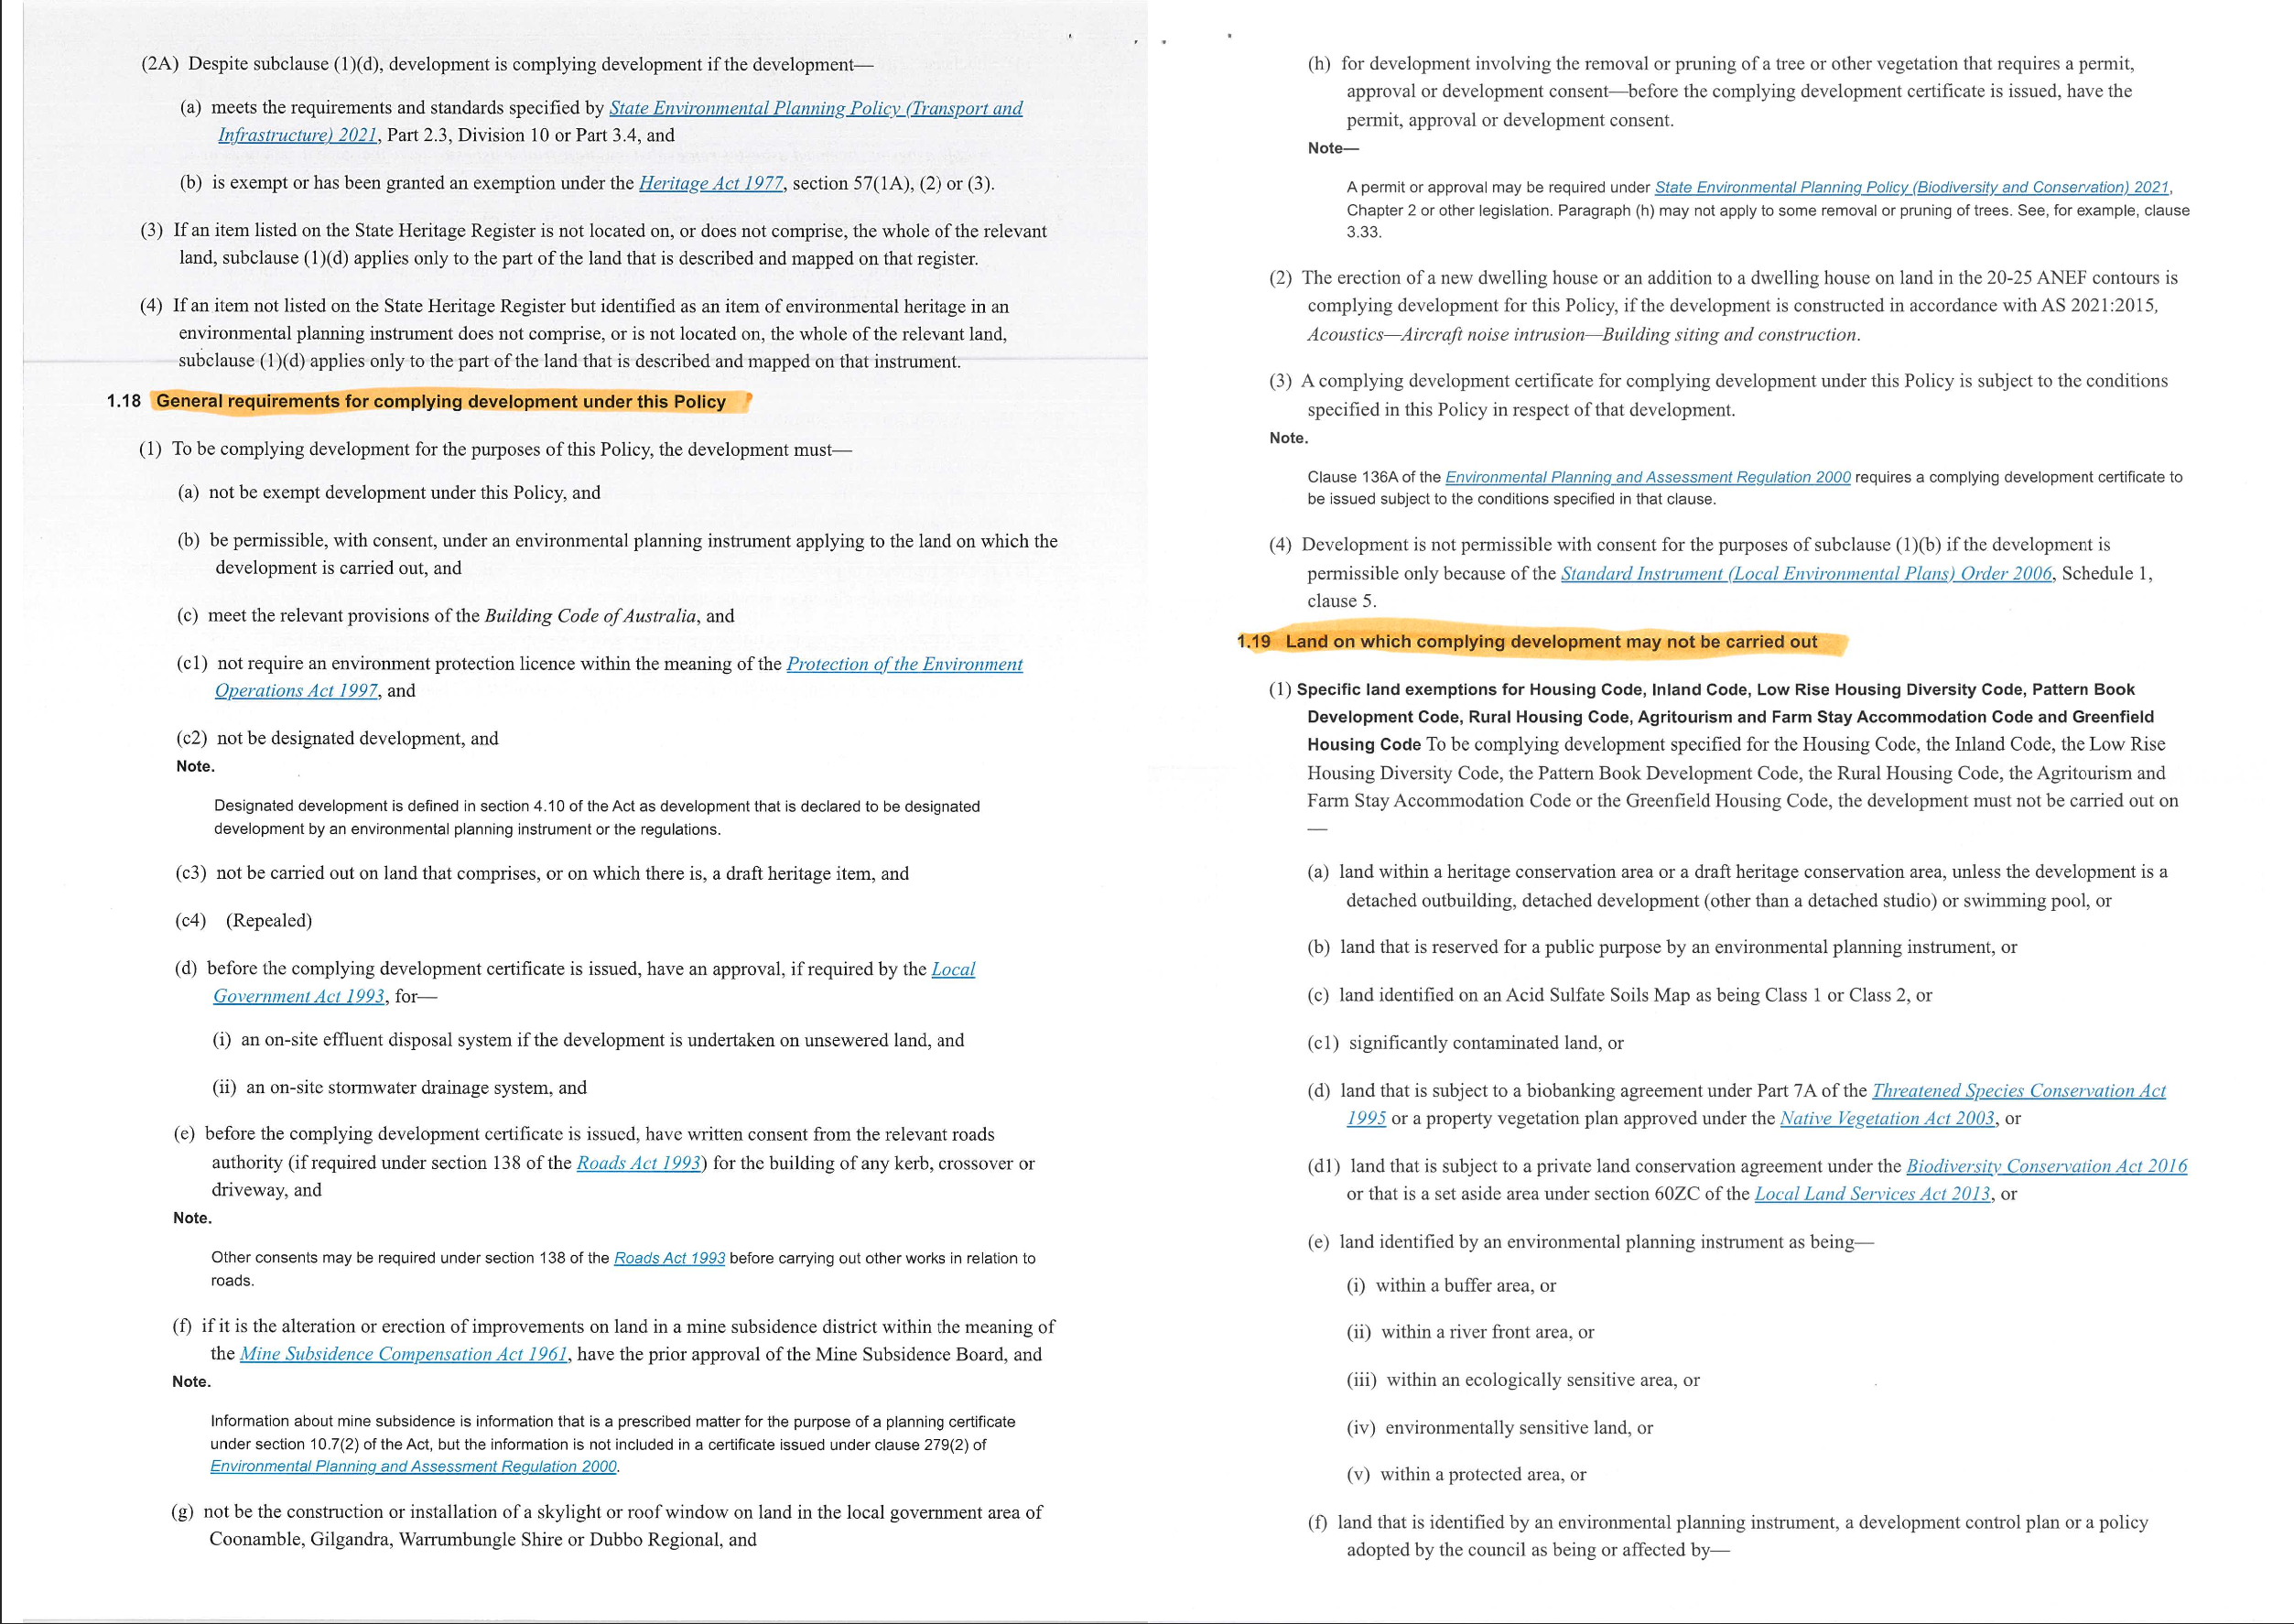 (2A) Despite subclause (1)(d), development is complying development if the development—
(a) meets the requirements and standards specified by State Environmental Planning Policy (Transport and
Infrastructure) 2021, Part 2.3, Division 10 or Part 3.4, and
(b) is exempt or has been granted an exemption under the Heritage Act 1977, section 57(1A), (2) or (3).
(3) If an item listed on the State Heritage Register is not located on, or does not comprise, the whole of the relevant
land, subclause (1)(d) applies only to the part of the land that is described and mapped on that register.
(4) If an item not listed on the State Heritage Register but identified as an item of environmental heritage in an
environmental planning instrument does not comprise, or is not located on, the whole of the relevant land,
subclause (1)(d) applies only to the part of the land that is described and mapped on that instrument.
1.18 General requirements for complying development under this Policy
(1) To be complying development for the purposes of this Policy, the development must—
(a) not be exempt development under this Policy, and
(b) be permissible, with consent, under an environmental planning instrument applying to the land on which the
development is carried out, and
(c) meet the relevant provisions of the Building Code of Australia, and
(c1) not require an environment protection licence within the meaning of the Protection of the Environment
Operations Act 1997, and
(c2) not be designated development, and
Note.
Designated development is defined in section 4.10 of the Act as development that is declared to be designated
development by an environmental planning instrument or the regulations.
(c3) not be carried out on land that comprises, or on which there is, a draft heritage item, and
(c4) (Repealed)
(d) before the complying development certificate is issued, have an approval, if required by the Local
Government Act 1993, for—
(i) an on-site effluent disposal system if the development is undertaken on unsewered land, and
(ii) an on-site stormwater drainage system, and
(e) before the complying development certificate is issued, have written consent from the relevant roads
authority (if required under section 138 of the Roads Act 1993) for the building of any kerb, crossover or
driveway, and
Note.
Other consents may be required under section 138 of the Roads Act 1993 before carrying out other works in relation to
roads.
(f) if it is the alteration or erection of improvements on land in a mine subsidence district within the meaning of
the Mine Subsidence Compensation Act 1961, have the prior approval of the Mine Subsidence Board, and
Note.
Information about mine subsidence is information that is a prescribed matter for the purpose of a planning certificate
under section 10.7(2) of the Act, but the information is not included in a certificate issued under clause 279(2) of
Environmental Planning and Assessment Regulation 2000.
(g) not be the construction or installation of a skylight or roof window on land in the local government area of
Coonamble, Gilgandra, Warrumbungle Shire or Dubbo Regional, and
(h) for development involving the removal or pruning of a tree or other vegetation that requires a permit,
approval or development consent—before the complying development certificate is issued, have the
permit, approval or development consent.
Note—
A permit or approval may be required under State Environmental Planning Policy (Biodiversity and Conservation) 2021,
Chapter 2 or other legislation. Paragraph (h) may not apply to some removal or pruning of trees. See, for example, clause
3.33.
(2) The erection of a new dwelling house or an addition to a dwelling house on land in the 20-25 ANEF contours is
complying development for this Policy, if the development is constructed in accordance with AS 2021:2015,
Acoustics—Aircraft noise intrusion—Building siting and construction.
(3) A complying development certificate for complying development under this Policy is subject to the conditions
specified in this Policy in respect of that development.
Note.
Clause 136A of the Environmental Planning and Assessment Regulation 2000 requires a complying development certificate to
be issued subject to the conditions specified in that clause.
(4) Development is not permissible with consent for the purposes of subclause (1)(b) if the development is
permissible only because of the Standard Instrument (Local Environmental Plans) Order 2006, Schedule 1,
clause 5.
1.19 Land on which complying development may not be carried out
(1) Specific land exemptions for Housing Code, Inland Code, Low Rise Housing Diversity Code, Pattern Book
Development Code, Rural Housing Code, Agritourism and Farm Stay Accommodation Code and Greenfield
Housing Code To be complying development specified for the Housing Code, the Inland Code, the Low Rise
Housing Diversity Code, the Pattern Book Development Code, the Rural Housing Code, the Agritourism and
Farm Stay Accommodation Code or the Greenfield Housing Code, the development must not be carried out on
—
(a) land within a heritage conservation area or a draft heritage conservation area, unless the development is a
detached outbuilding, detached development (other than a detached studio) or swimming pool, or
(b) land that is reserved for a public purpose by an environmental planning instrument, or
(c) land identified on an Acid Sulfate Soils Map as being Class 1 or Class 2, or
(c1) significantly contaminated land, or
(d) land that is subject to a biobanking agreement under Part 7A of the Threatened Species Conservation Act
1995 or a property vegetation plan approved under the Native Vegetation Act 2003, or
(d1) land that is subject to a private land conservation agreement under the Biodiversity Conservation Act 2016
or that is a set aside area under section 60ZC of the Local Land Services Act 2013, or
(e) land identified by an environmental planning instrument as being—
(i) within a buffer area, or
(ii) within a river front area, or
(iii) within an ecologically sensitive area, or
(iv) environmentally sensitive land, or
(v) within a protected area, or
(f) land that is identified by an environmental planning instrument, a development control plan or a policy
adopted by the council as being or affected by—